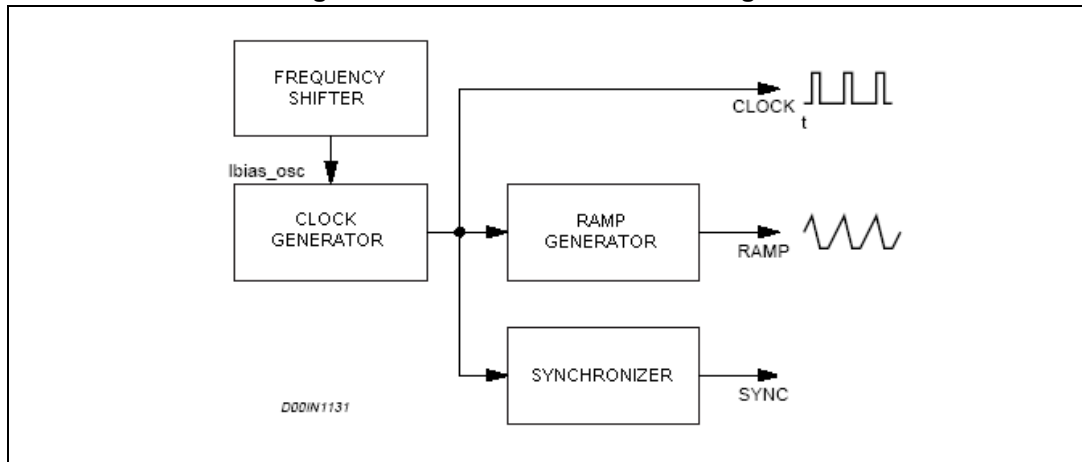 FREQUENCY
SHIFTER
CLOCK
t
Ibias_osc
CLOCK
GENERATOR
RAMP
GENERATOR
RAMP
SYNCHRONIZER
SYNC
D00IN1131